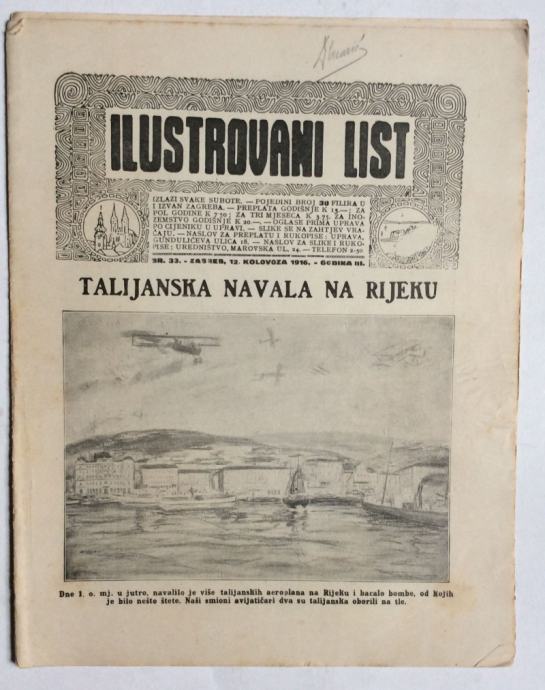 ILUSTROVANI LIST
IZLAZI SVAKE SUBOTE. — POJEDINI BROJ 30 FILIRA U
I IZVAN ZAGREBA. — PREPLATA GODIŠNJE K 15.—; ZA
POL GODINE K 7·50; ZA TRI MJESECA K 3·75. ZA INO-
ZEMSTVO GODIŠNJE K 20.—. — OGLASE PRIMA UPRAVA
PO CIJENIKU U UPRAVI. — SLIKE SE NA ZAHTJEV VRA-
ĆAJU. — NASLOV ZA PREPLATU I RUKOPISE: UPRAVA,
GUNDULIĆEVA ULICA 18. — NASLOV ZA SLIKE I RUKO-
PISE: UREDNIŠTVO, MAROVSKA UL. 24. — TELEFON 2-50
BR. 33. - ZAGREB, 12. KOLOVOZA 1916. - GODINA III.
TALIJANSKA NAVALA NA RIJEKU
Dne 1. o. mj. u jutro, navalilo je više talijanskih aeroplana na Rijeku i bacalo bombe, od kojih
je bilo nešto štete. Naši smioni avijatičari dva su talijanska oborili na tle.